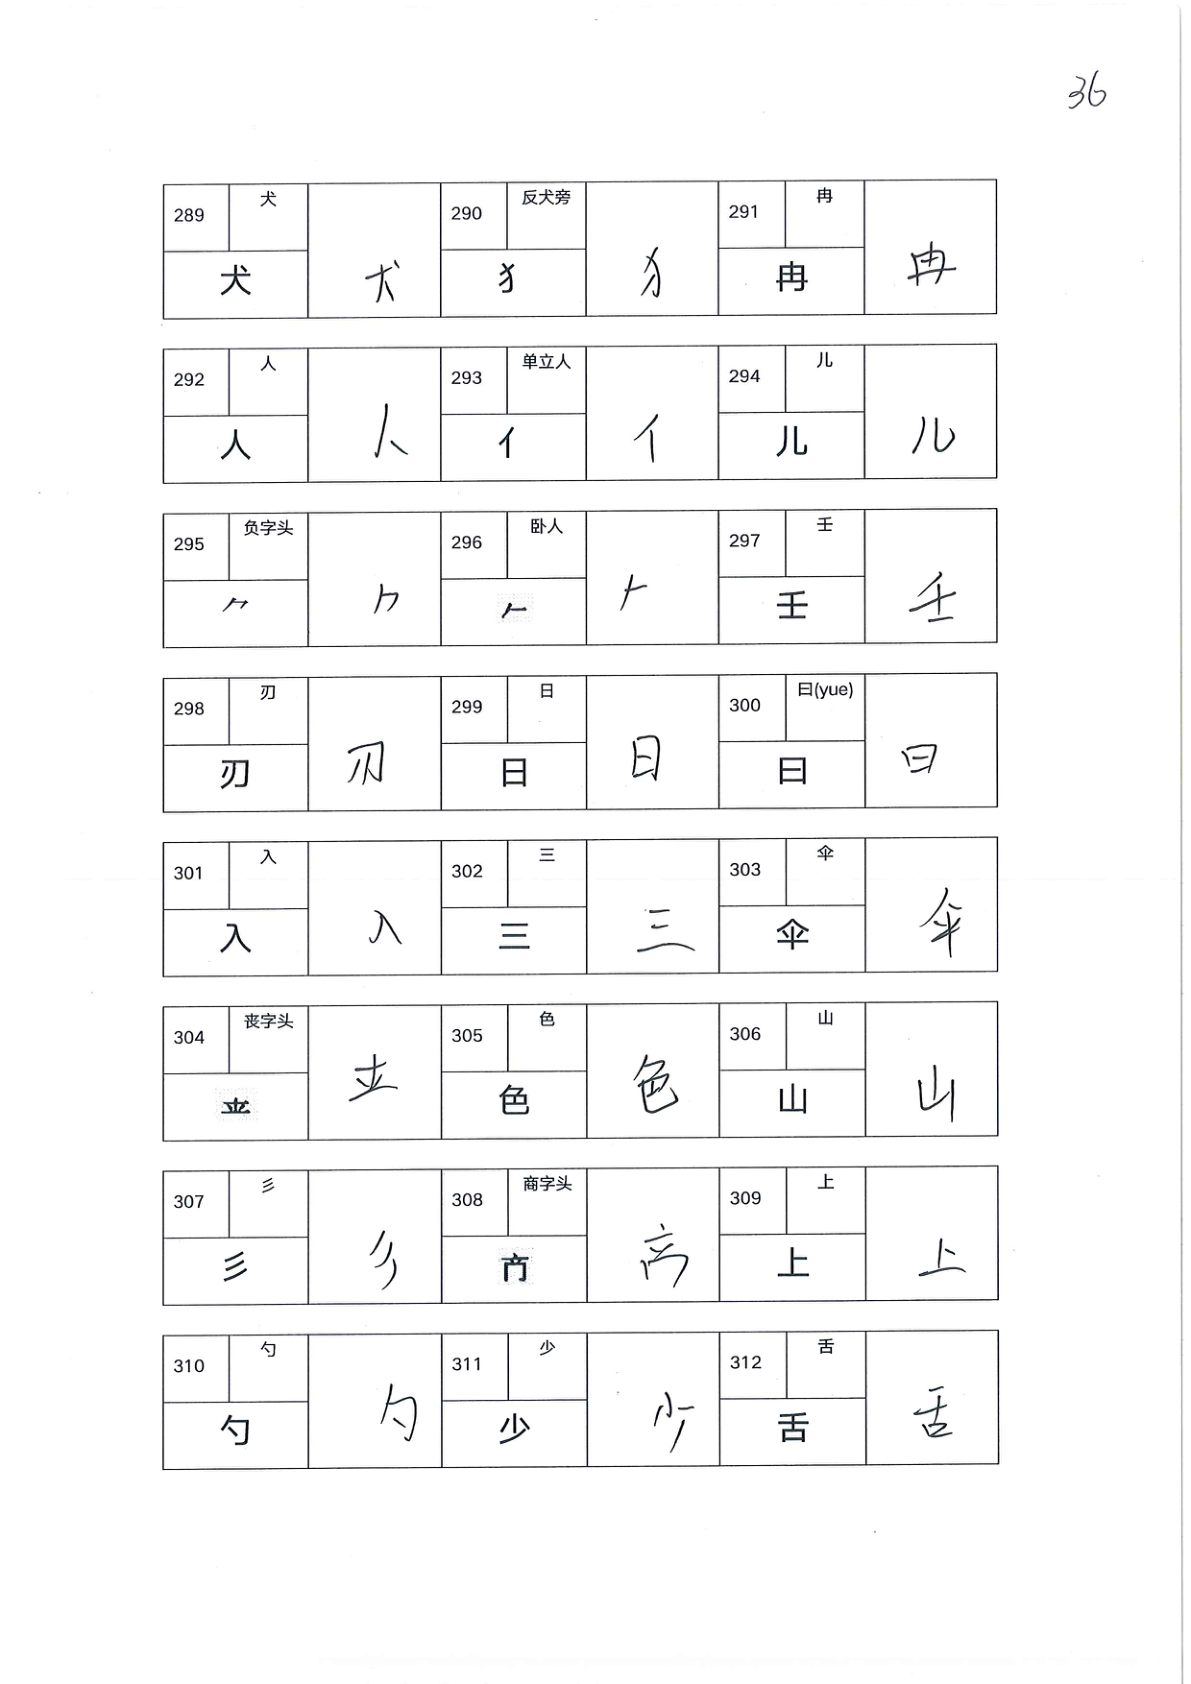 36
289 犬 犬 犬 290 反犬旁 犭 犭 291 冉 冉 冉
292 人 人 人 293 单立人 亻 亻 294 儿 儿 儿
295 负字头 ⺈ ⺈ 296 卧人 𠂉 𠂉 297 壬 壬 壬
298 刃 刃 刃 299 日 日 日 300 曰(yue) 曰 曰
301 入 入 入 302 三 三 三 303 伞 伞 伞
304 丧字头 305 色 色 色 306 山 山 山
307 彡 彡 彡 308 商字头 309 上 上 上
310 勺 勺 勺 311 少 少 少 312 舌 舌 舌